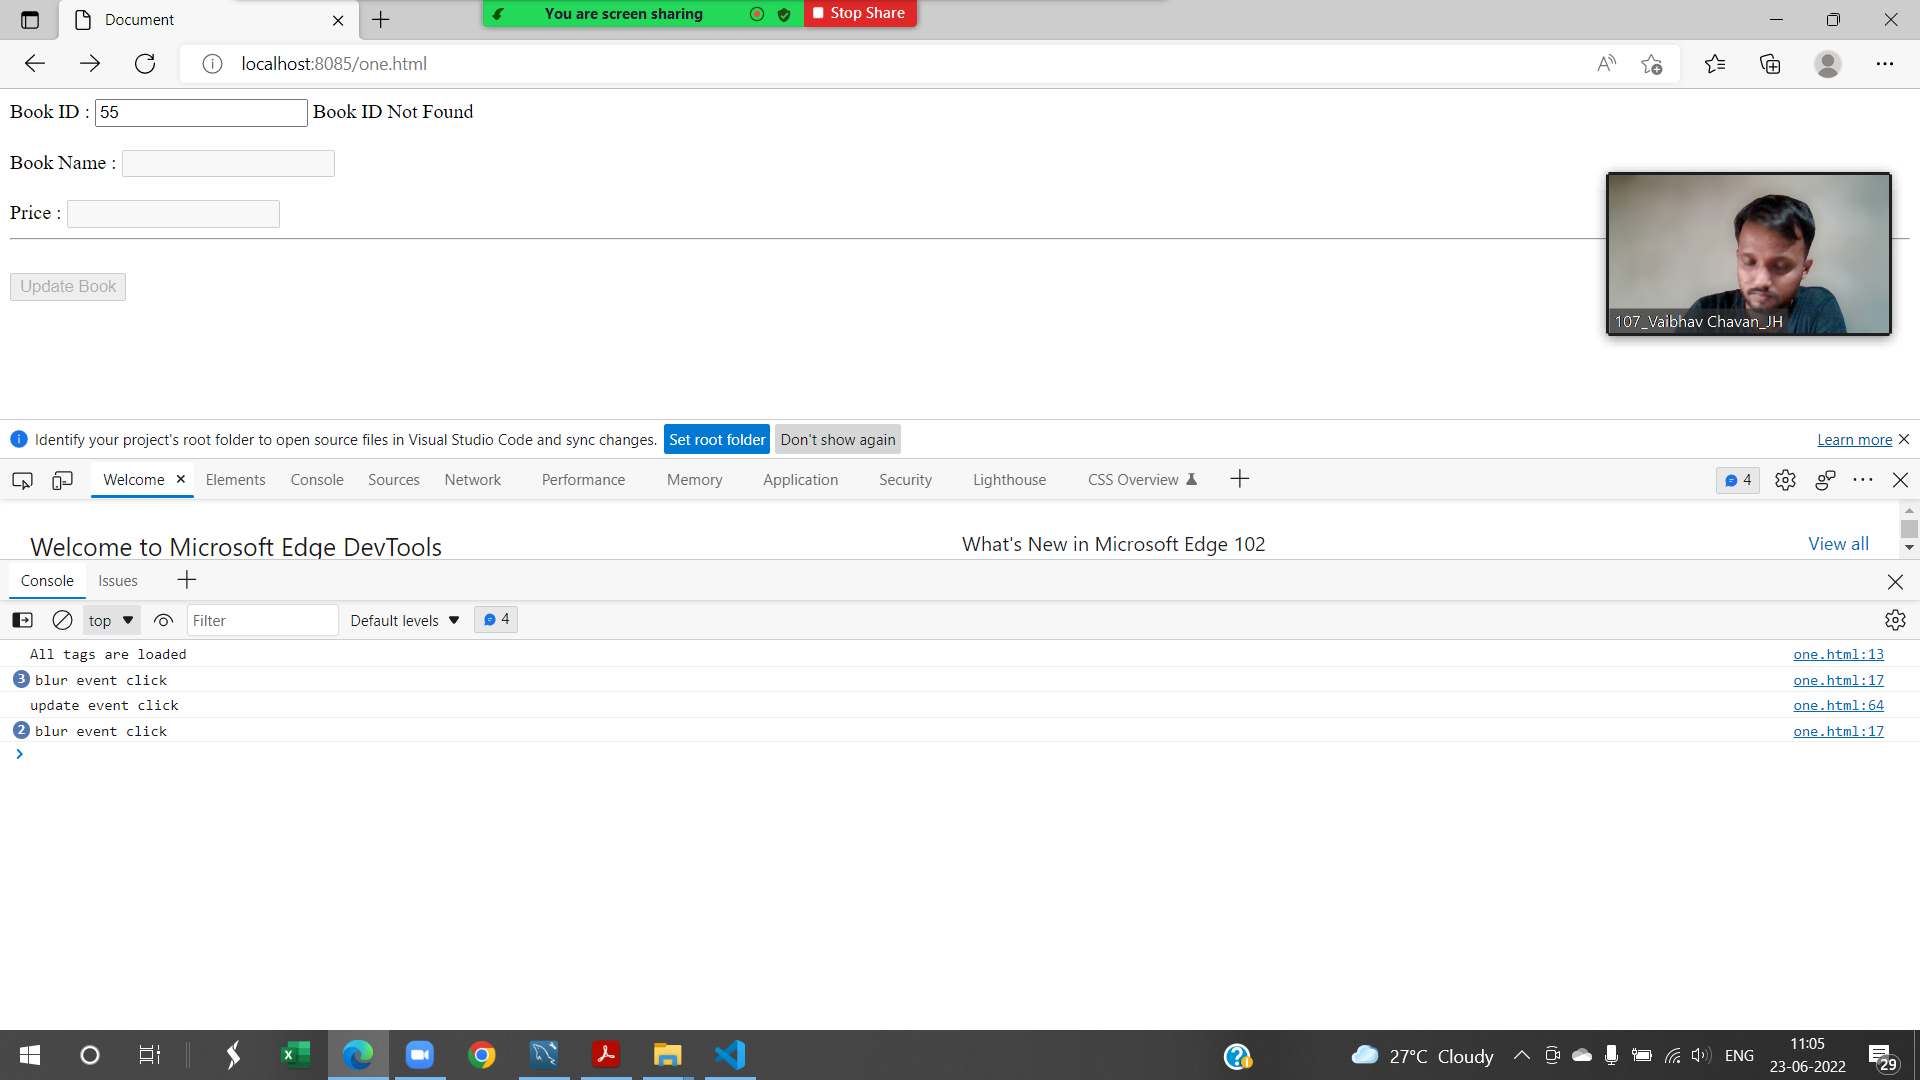 Document
You are screen sharing
Stop Share
localhost:8085/one.html
Book ID : 55 Book ID Not Found
Book Name :
Price :
Update Book
107_Vaibhav Chavan_JH
Identify your project's root folder to open source files in Visual Studio Code and sync changes. Set root folder Don't show again Learn more
Welcome Elements Console Sources Network Performance Memory Application Security Lighthouse CSS Overview 4
Welcome to Microsoft Edge DevTools What's New in Microsoft Edge 102 View all
Console Issues
top Filter Default levels 4
All tags are loaded one.html:13
3 blur event click one.html:17
update event click one.html:64
2 blur event click one.html:17
27°C Cloudy ENG 11:05
23-06-2022 29